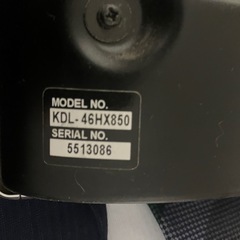 MODEL NO.
KDL-46HX850
SERIAL NO.
5513086